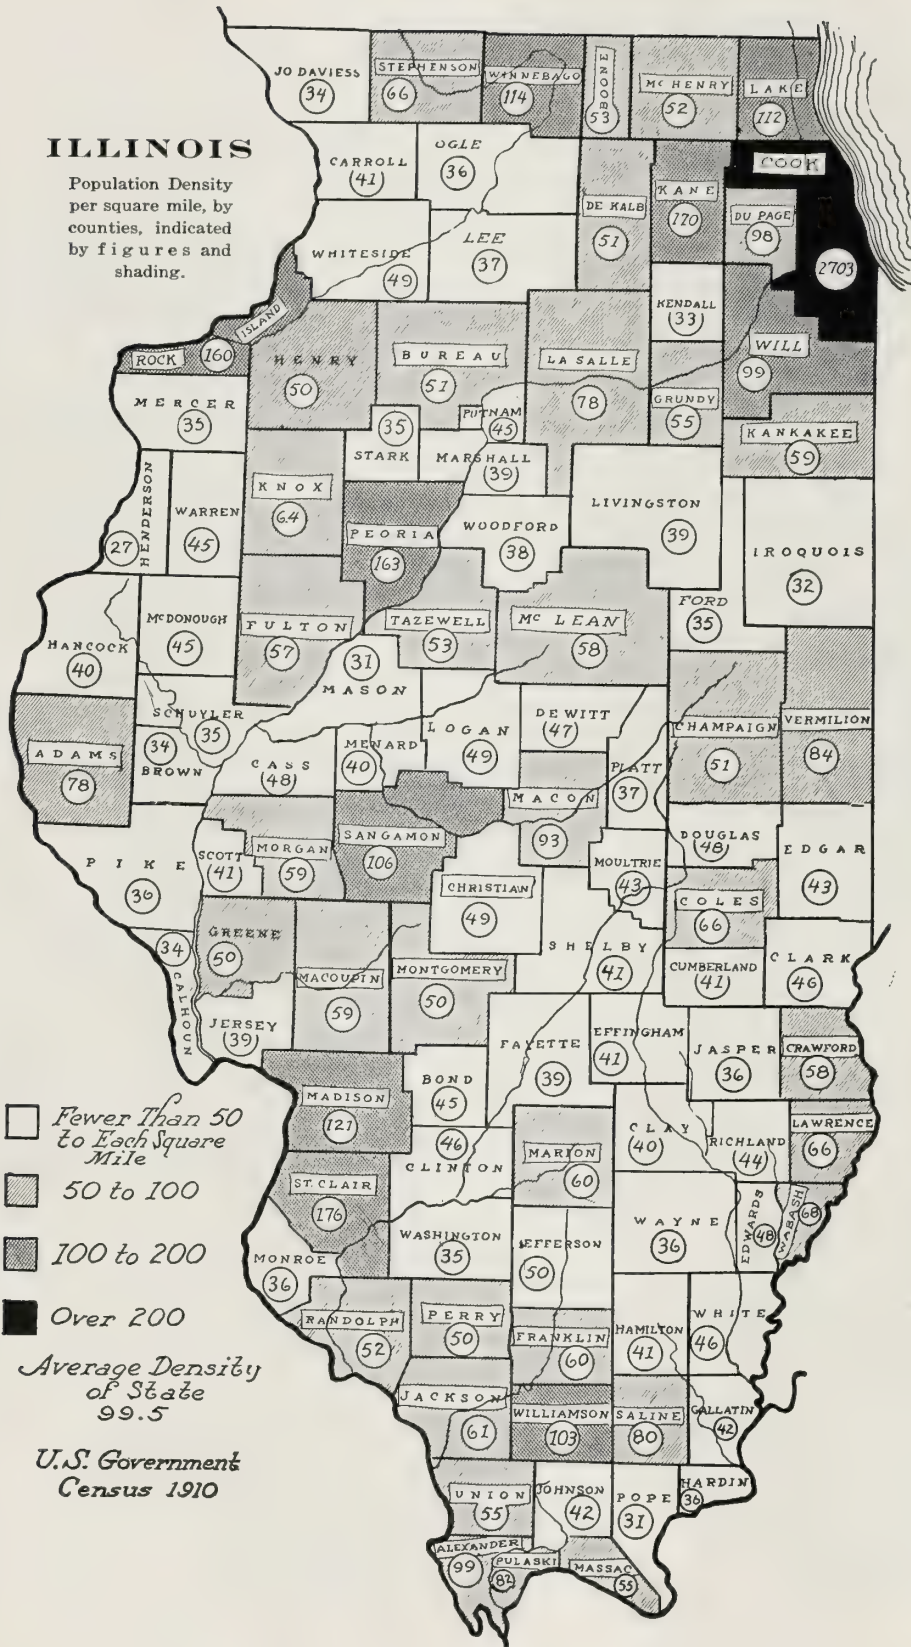 ILLINOIS
Population Density
per square mile, by
counties, indicated
by figures and
shading.
JO DAVIESS
34
STEPHENSON
66
WINNEBAGO
114
BOONE
53
McHENRY
52
LAKE
112
CARROLL
41
OGLE
36
DE KALB
51
KANE
170
COOK
2703
DU PAGE
98
WHITESIDE
49
LEE
37
KENDALL
33
ROCK ISLAND
160
HENRY
50
BUREAU
51
LA SALLE
78
WILL
99
GRUNDY
55
MERCER
35
STARK
35
PUTNAM
45
MARSHALL
39
KANKAKEE
59
HENDERSON
27
WARREN
45
KNOX
64
PEORIA
163
WOODFORD
38
LIVINGSTON
39
IROQUOIS
32
FORD
35
HANCOCK
40
McDONOUGH
45
FULTON
57
TAZEWELL
53
McLEAN
58
MASON
31
ADAMS
78
SCHUYLER
35
BROWN
34
CASS
48
MENARD
40
LOGAN
49
DEWITT
47
PIATT
37
CHAMPAIGN
51
VERMILION
84
MACON
93
PIKE
36
SCOTT
41
MORGAN
59
SANGAMON
106
CHRISTIAN
49
MOULTRIE
43
DOUGLAS
48
EDGAR
43
COLES
66
CALHOUN
34
GREENE
50
JERSEY
39
MACOUPIN
59
MONTGOMERY
50
SHELBY
41
CUMBERLAND
41
CLARK
46
FAYETTE
39
EFFINGHAM
41
JASPER
36
CRAWFORD
58
MADISON
121
BOND
45
CLINTON
46
MARION
60
CLAY
40
RICHLAND
44
LAWRENCE
66
ST. CLAIR
176
WASHINGTON
35
JEFFERSON
50
WAYNE
36
EDWARDS
48
WABASH
68
MONROE
36
RANDOLPH
52
PERRY
50
FRANKLIN
60
HAMILTON
41
WHITE
46
JACKSON
61
WILLIAMSON
103
SALINE
80
GALLATIN
42
UNION
55
JOHNSON
42
POPE
31
HARDIN
36
ALEXANDER
99
PULASKI
82
MASSAC
55
Fewer Than 50
to Each Square
Mile
50 to 100
100 to 200
Over 200
Average Density
of State
99.5
U.S. Government
Census 1910